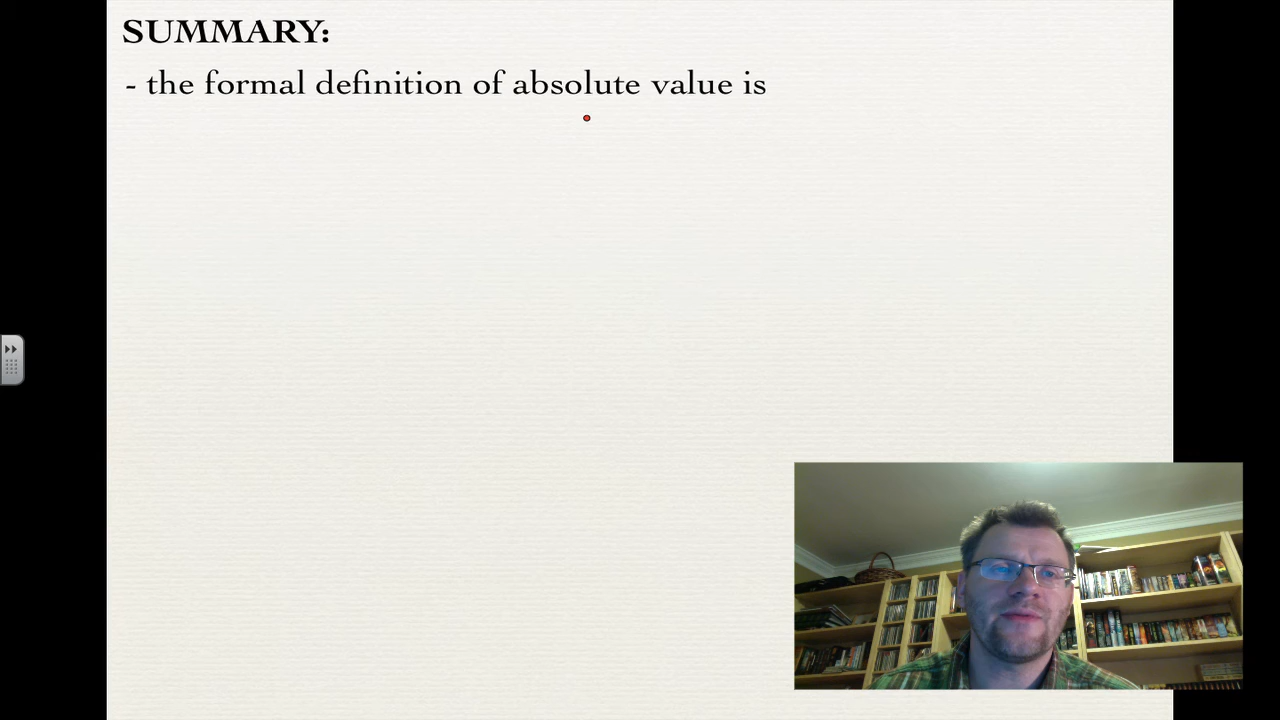 SUMMARY:
- the formal definition of absolute value is